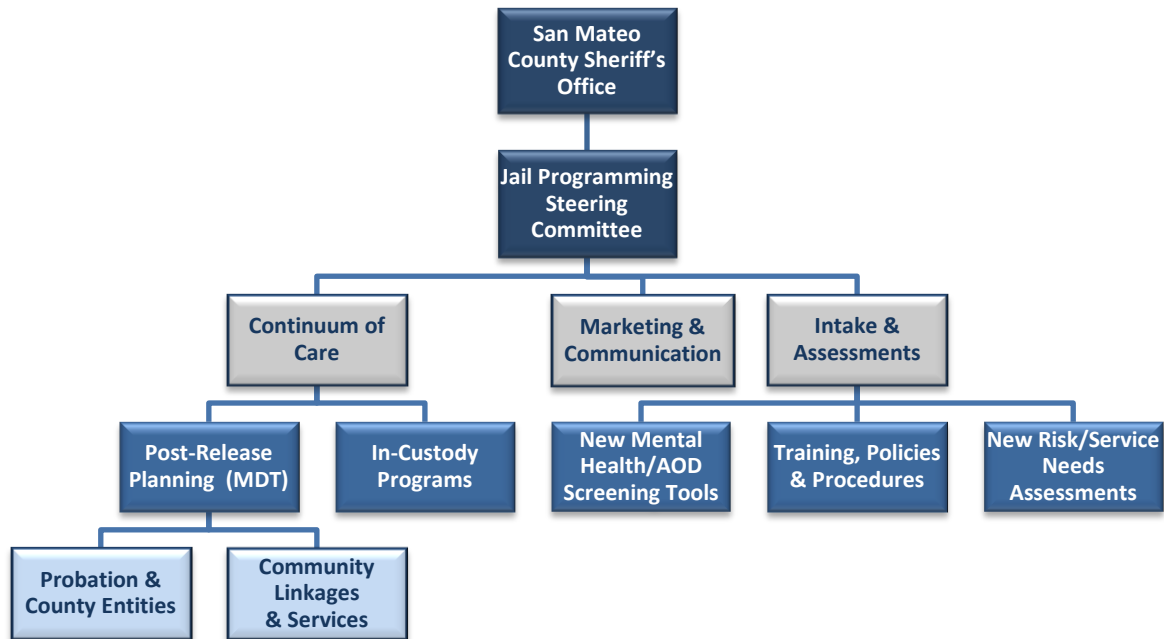 San Mateo
County Sheriff's
Office
Jail Programming
Steering
Committee
Continuum of
Care
Marketing &
Communication
Intake &
Assessments
Post-Release
Planning (MDT)
In-Custody
Programs
New Mental
Health/AOD
Screening Tools
Training, Policies
& Procedures
New Risk/Service
Needs
Assessments
Probation &
County Entities
Community
Linkages
& Services